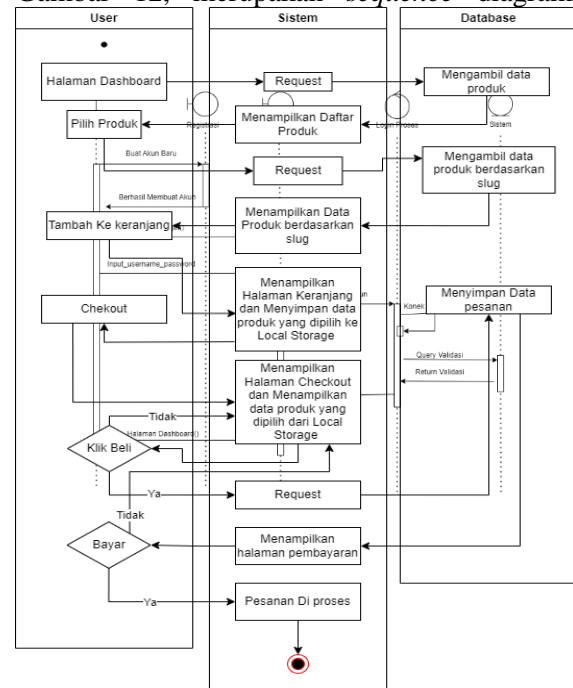 Gambar 12, merupakan sequence diagram
User
Sistem
Database
Halaman Dashboard
Request
Mengambil data
produk
Pilih Produk
Registrasi
Menampilkan Daftar
Produk
Login Proses
Sistem
Buat Akun Baru
Request
Mengambil data
produk berdasarkan
slug
Berhasil Membuat Akun
Tambah Ke keranjang
Menampilkan Data
Produk berdasarkan
slug
Input_username_password
Menampilkan
Halaman Keranjang
dan Menyimpan data
produk yang dipilih ke
Local Storage
Chekout
Menyimpan Data
pesanan
Konek
Query Validasi
Return Validasi
Menampilkan
Halaman Checkout
dan Menampilkan
data produk yang
dipilih dari Local
Storage
Tidak
Halaman Dashboard()
Klik Beli
Ya
Request
Tidak
Bayar
Menampilkan
halaman pembayaran
Ya
Pesanan Di proses